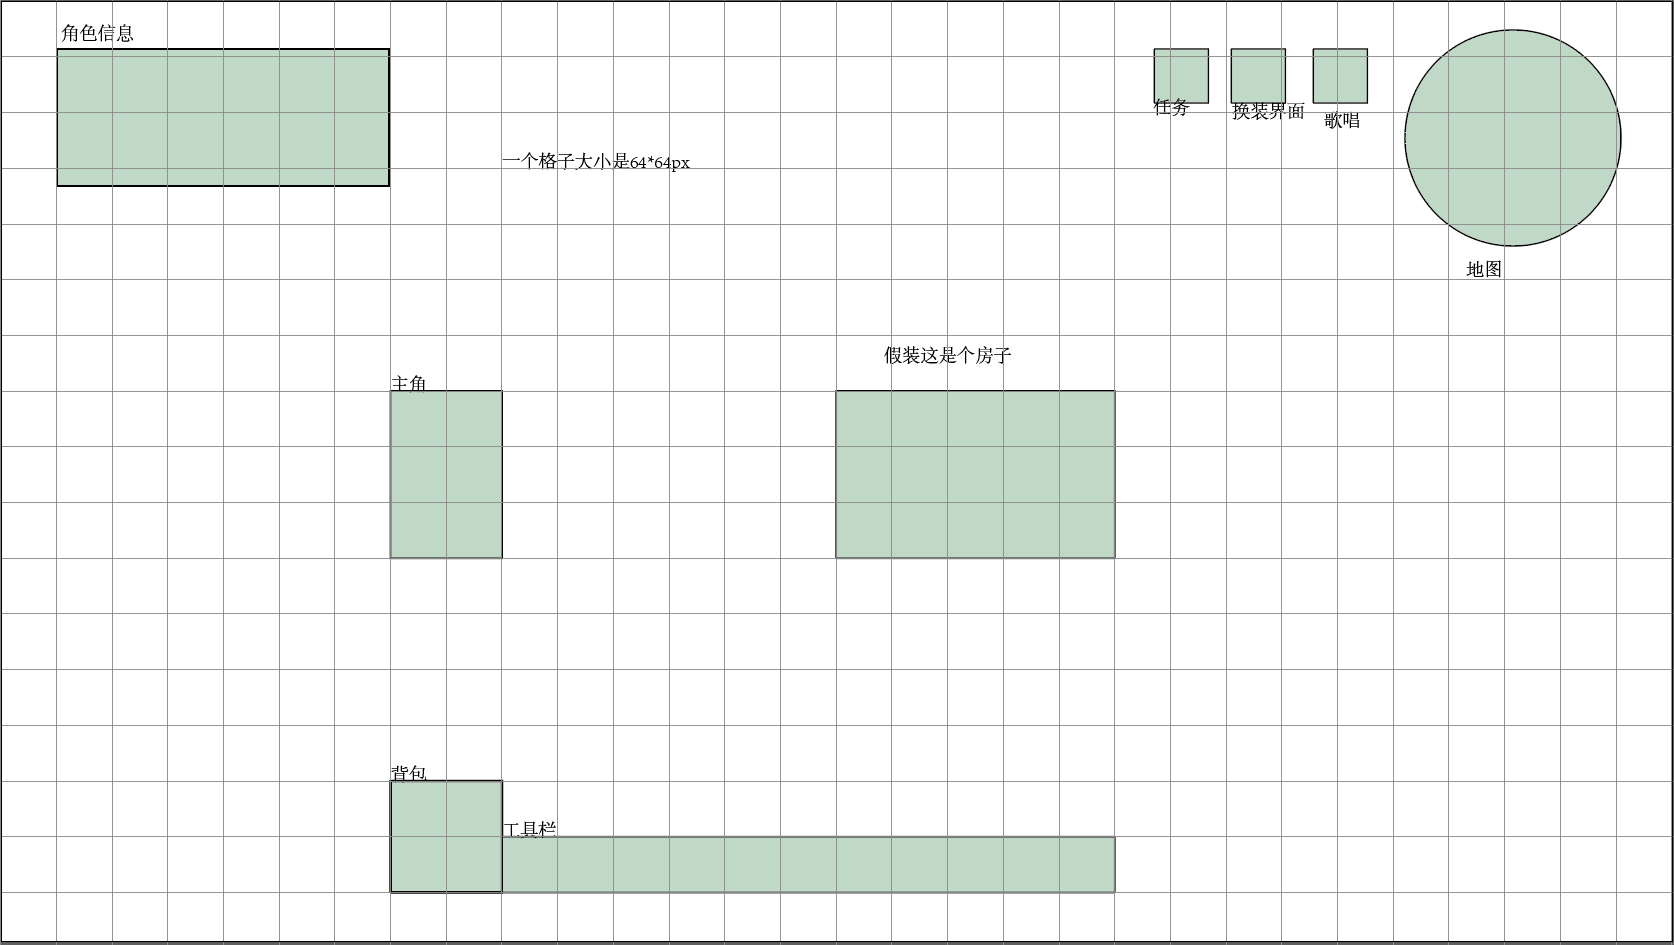 角色信息
任务
换装界面
歌唱
一个格子大小是64*64px
地图
假装这是个房子
主角
背包
工具栏